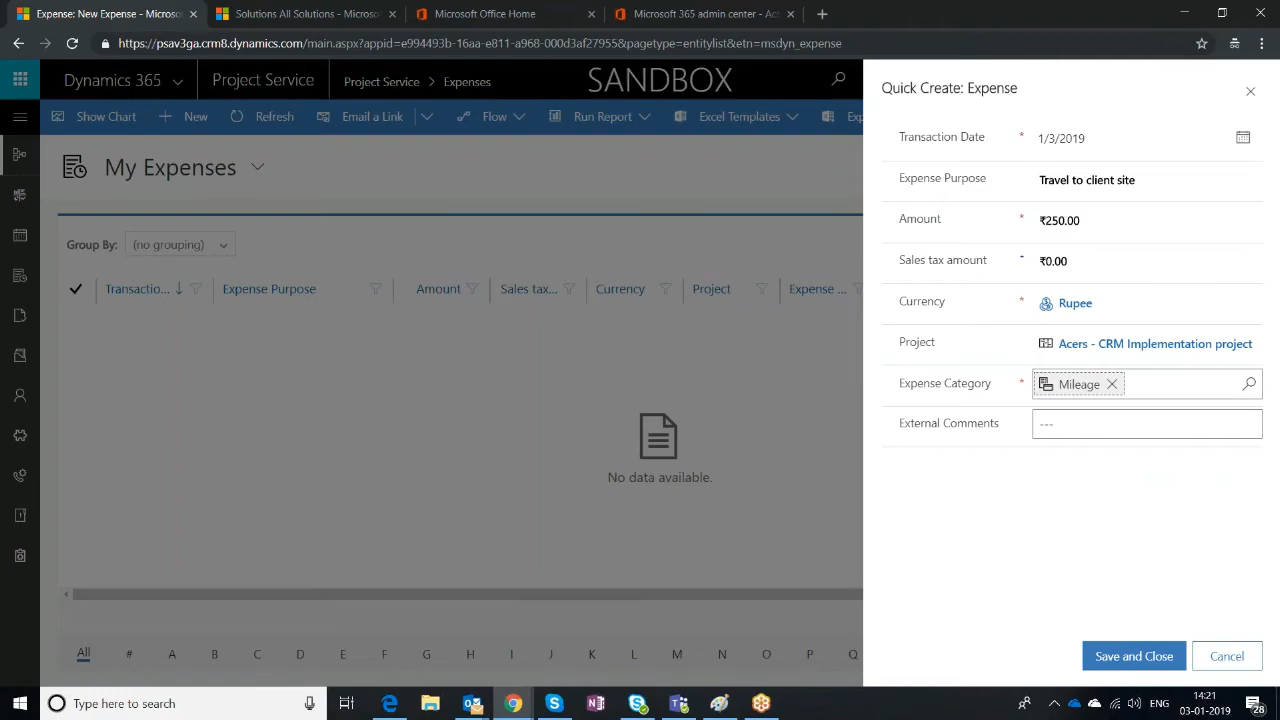 New Expense: New Expense - Microso
Solutions All Solutions - Microsof
Microsoft Office Home
Microsoft 365 admin center - Act
https://psav3ga.crm8.dynamics.com/main.aspx?appid=e994493b-16aa-e811-a968-000d3af27955&pagetype=entitylist&etn=msdyn_expense
Dynamics 365
Project Service
Project Service > Expenses
SANDBOX
Show Chart
New
Refresh
Email a Link
Flow
Run Report
Excel Templates
My Expenses
Group By: (no grouping)
Transactio... Expense Purpose Amount Sales tax... Currency Project Expense ...
No data available.
All # A B C D E F G H I J K L M N O P Q
Quick Create: Expense
Transaction Date * 1/3/2019
Expense Purpose Travel to client site
Amount * ₹250.00
Sales tax amount ₹0.00
Currency * Rupee
Project Acers - CRM Implementation project
Expense Category * Mileage
External Comments ---
Save and Close Cancel
Type here to search
ENG
14:21
03-01-2019
28